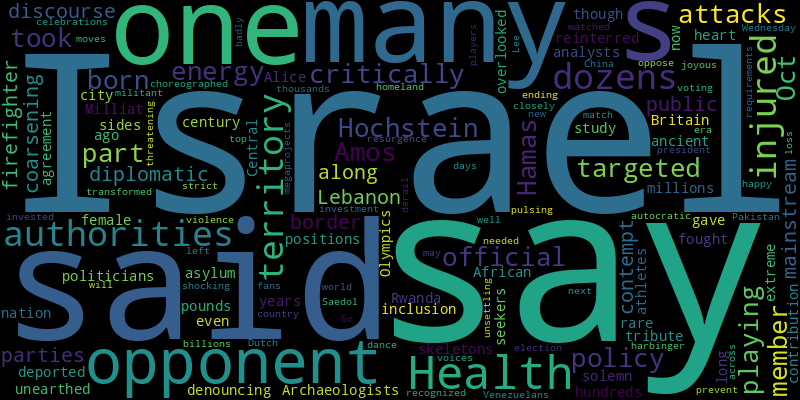 discourse
celebrations
moves
took
one
many
s
badly
watched
overlooked
players
Lee
though
reinterred
analysts
China
oppose
now
attacks
Wednesday
heart
joyous
requirements
voting
Oct
injured
firefighter
coarsening
agreement
born
city
militant
Milliat
sides
ago
threatening
energy
choreographed
Alice
thousands
critically
homeland
dozens
ending
closely
new
public
Britain
match
study
era
ancient
president
loss
mainstream
Israel
century
top
Central
megaprojects
Hochstein
resurgence
Amos
days
Hamas
part
diplomatic
transformed
strict
territory
along
Lebanon
derail
targeted
millions
happy
invested
female
violence
investment
border
pulsing
autocratic
Pakistan
gave
authorities
left
positions
Olympics
well
needed
may
official
fought
said
say
politicians
will
asylum
shocking
fans
world
African
unsettling
seekers
next
contempt
athletes
extreme
contribution
nation
pounds
billions
even
years
country
Saedol
Go
Rwanda
inclusion
rare
tribute
harbinger
long
across
prevent
playing
member
parties
deported
unearthed
Dutch
opponent
dance
voices
skeletons
election
recognized
Health
policy
solemn
hundreds
denouncing
Archaeologists
Venezuelans